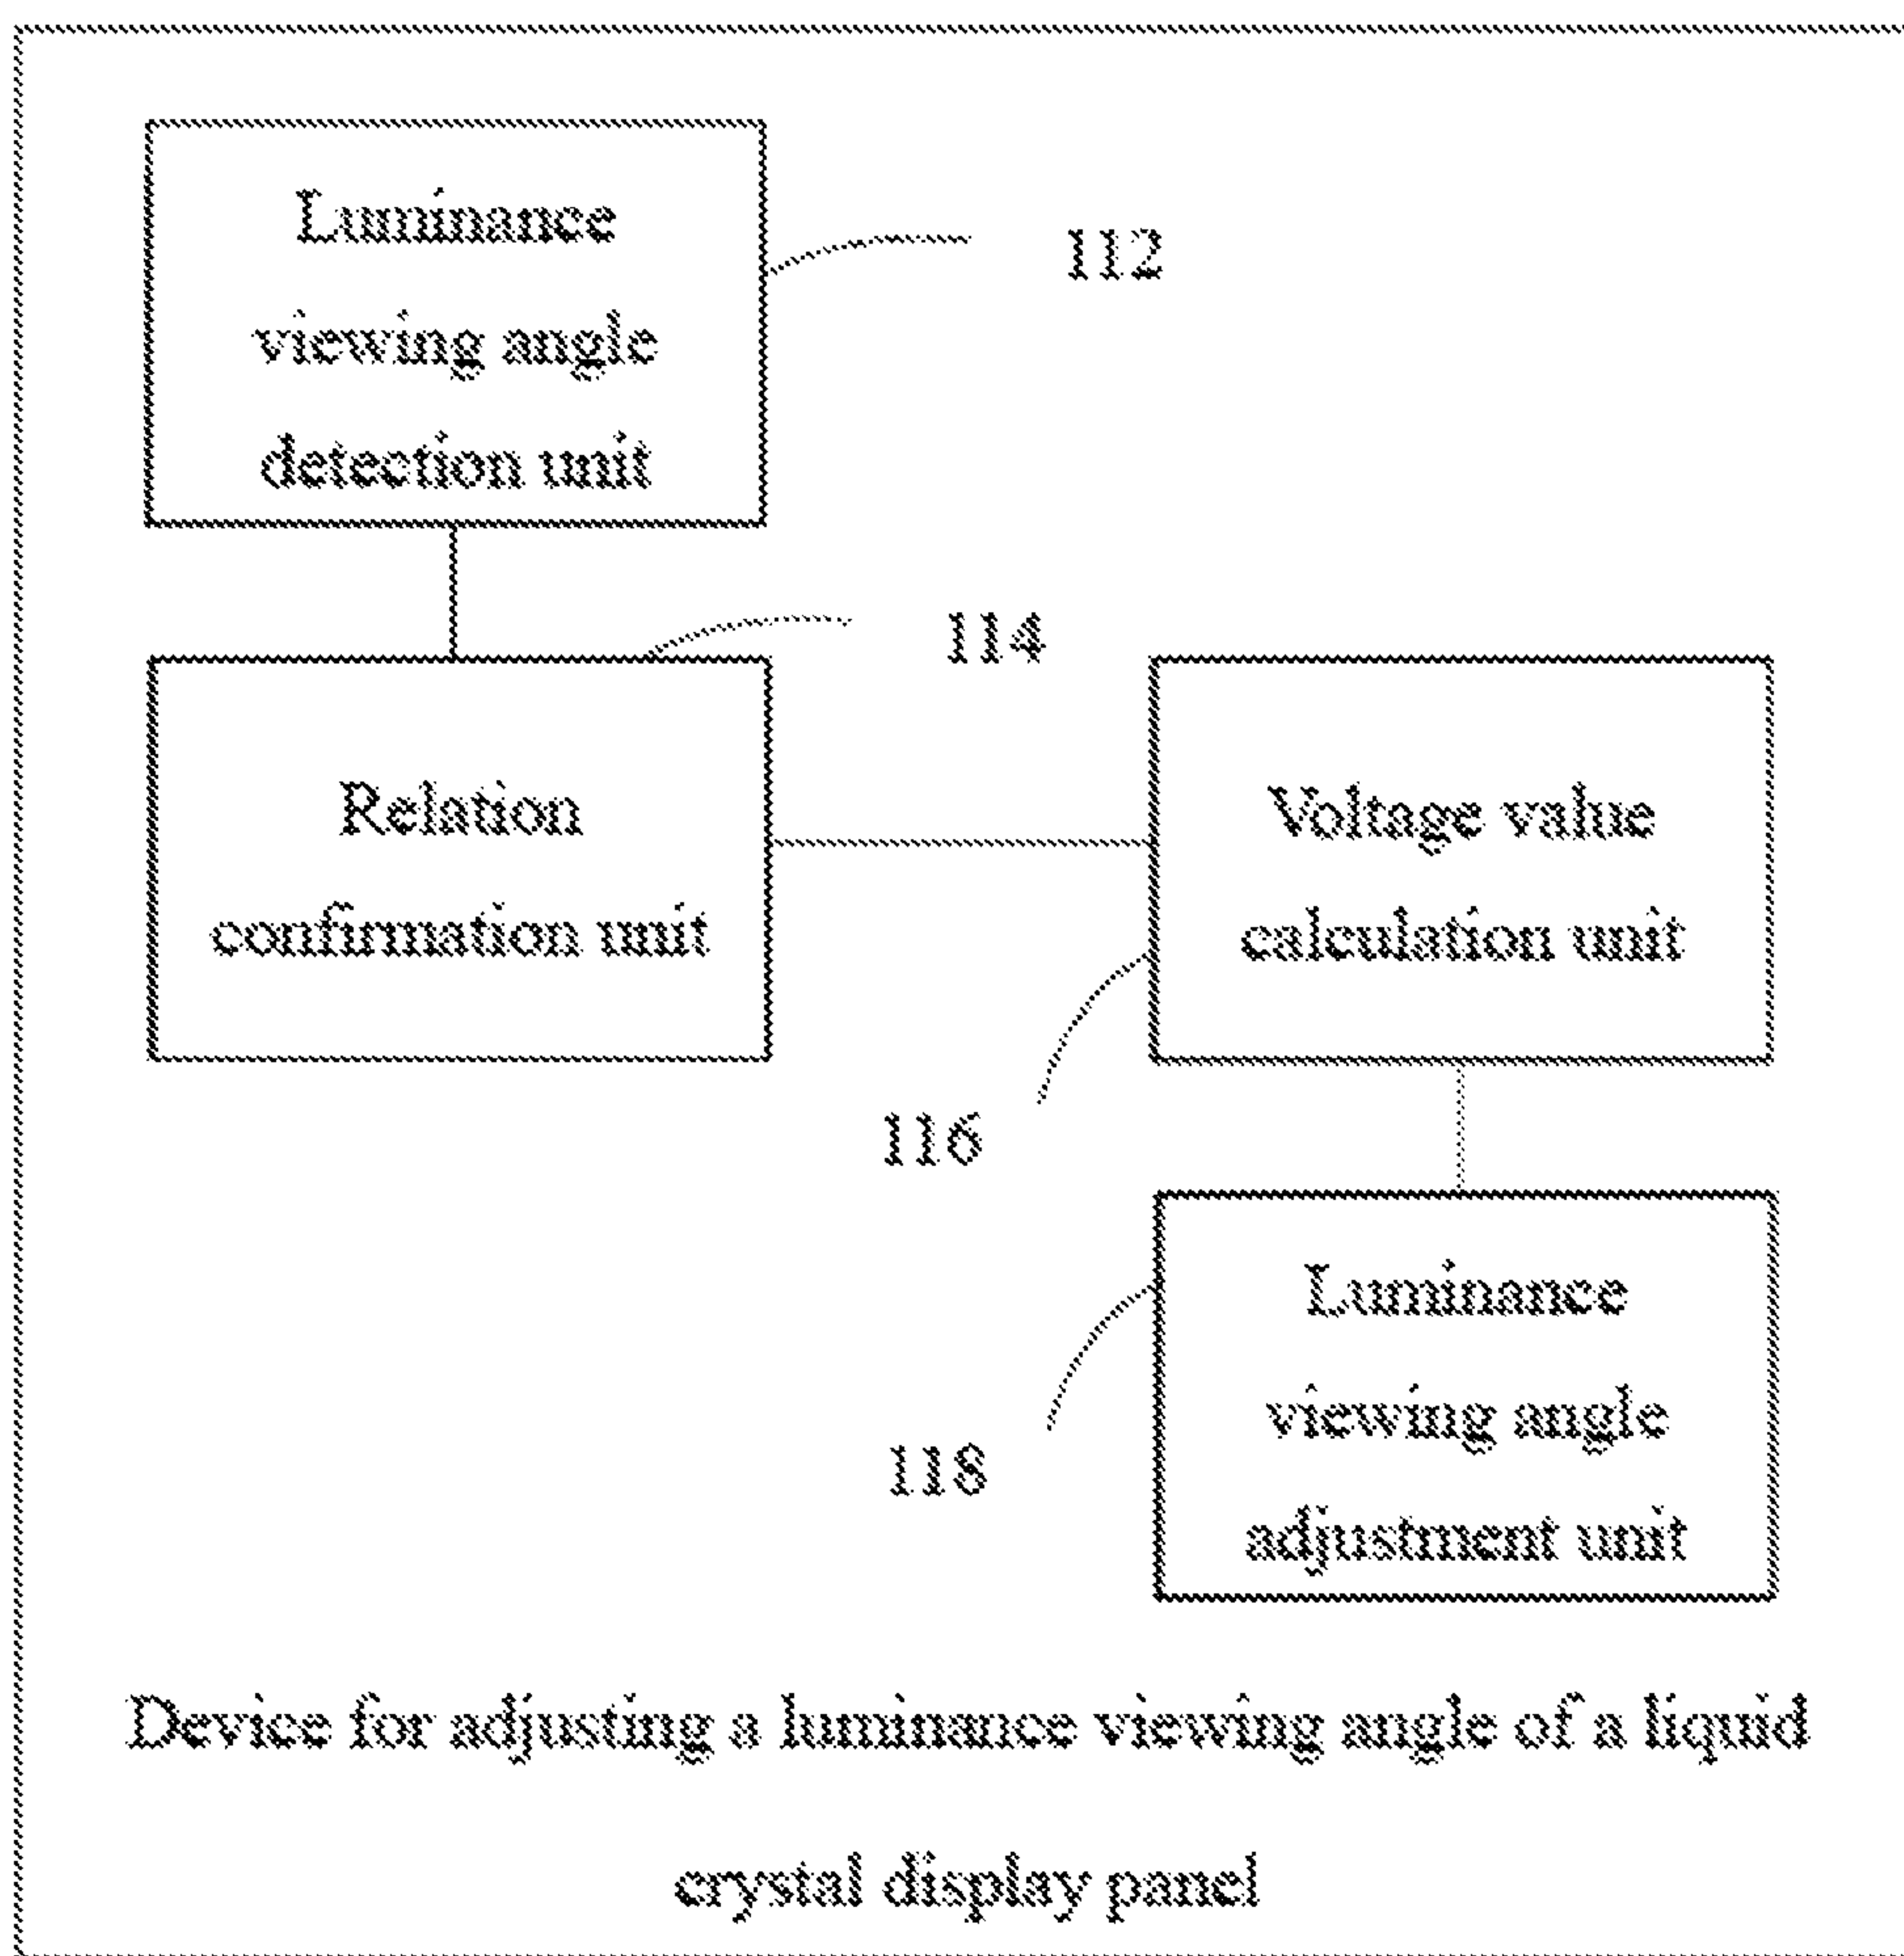 Luminance
viewing angle
detection unit
112
114
Relation
confirmation unit
Voltage value
calculation unit
116
118
Luminance
viewing angle
adjustment unit
Device for adjusting a luminance viewing angle of a liquid
crystal display panel